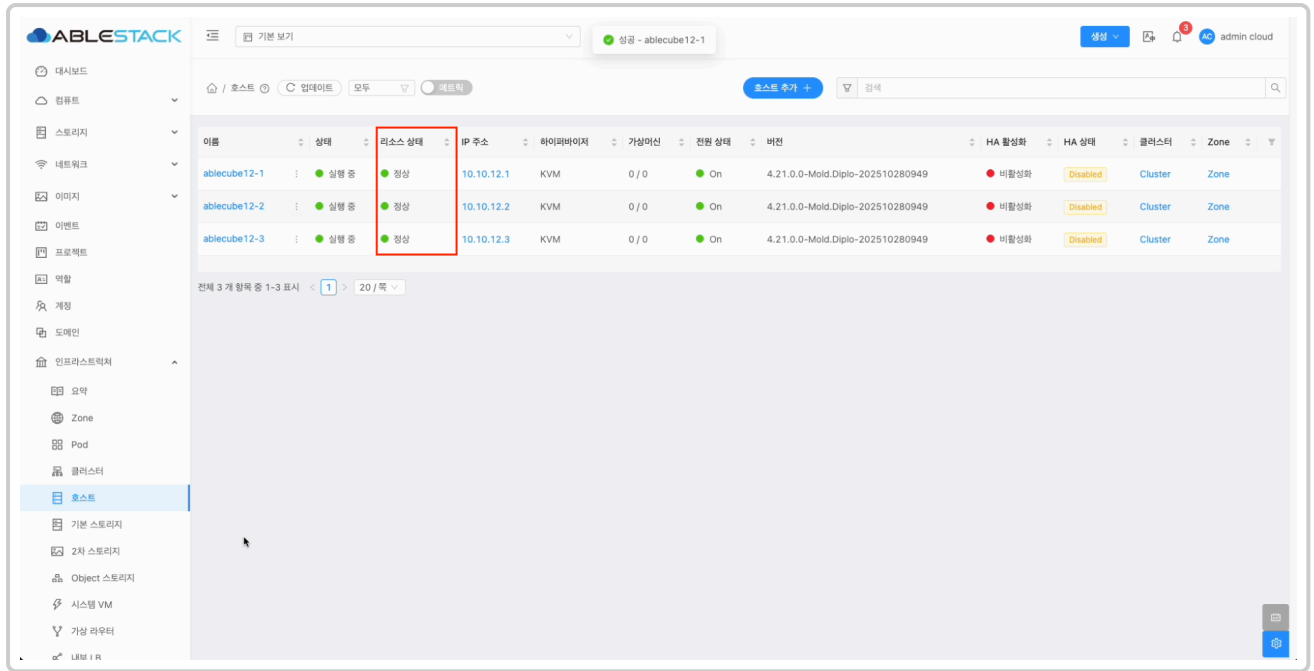 ABLESTACK
기본 보기
성공 - ablecube12-1
생성
3
AC admin cloud
대시보드
컴퓨트
스토리지
네트워크
이미지
이벤트
프로젝트
역할
계정
도메인
인프라스트럭쳐
요약
Zone
Pod
클러스터
호스트
기본 스토리지
2차 스토리지
Object 스토리지
시스템 VM
가상 라우터
내부 LB
/ 호스트 업데이트 모두 메트릭
호스트 추가 + 검색
이름 상태 리소스 상태 IP 주소 하이퍼바이저 가상머신 전원 상태 버전 HA 활성화 HA 상태 클러스터 Zone
ablecube12-1 실행 중 정상 10.10.12.1 KVM 0 / 0 On 4.21.0.0-Mold.Diplo-202510280949 비활성화 Disabled Cluster Zone
ablecube12-2 실행 중 정상 10.10.12.2 KVM 0 / 0 On 4.21.0.0-Mold.Diplo-202510280949 비활성화 Disabled Cluster Zone
ablecube12-3 실행 중 정상 10.10.12.3 KVM 0 / 0 On 4.21.0.0-Mold.Diplo-202510280949 비활성화 Disabled Cluster Zone
전체 3 개 항목 중 1-3 표시 < 1 > 20 / 쪽